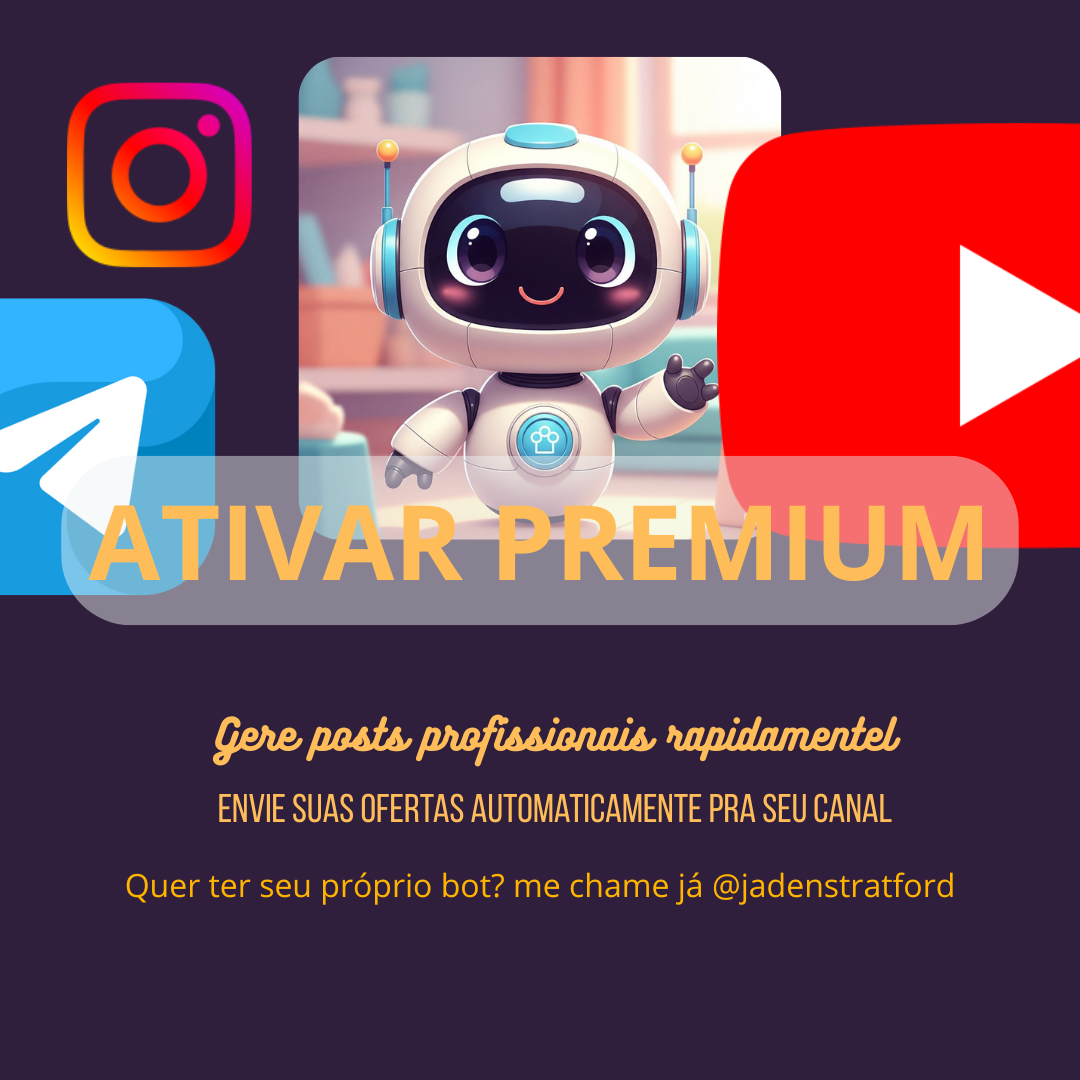 ATIVAR PREMIUM
Gere posts profissionais rapidamentel
ENVIE SUAS OFERTAS AUTOMATICAMENTE PRA SEU CANAL
Quer ter seu próprio bot? me chame já @jadenstratford